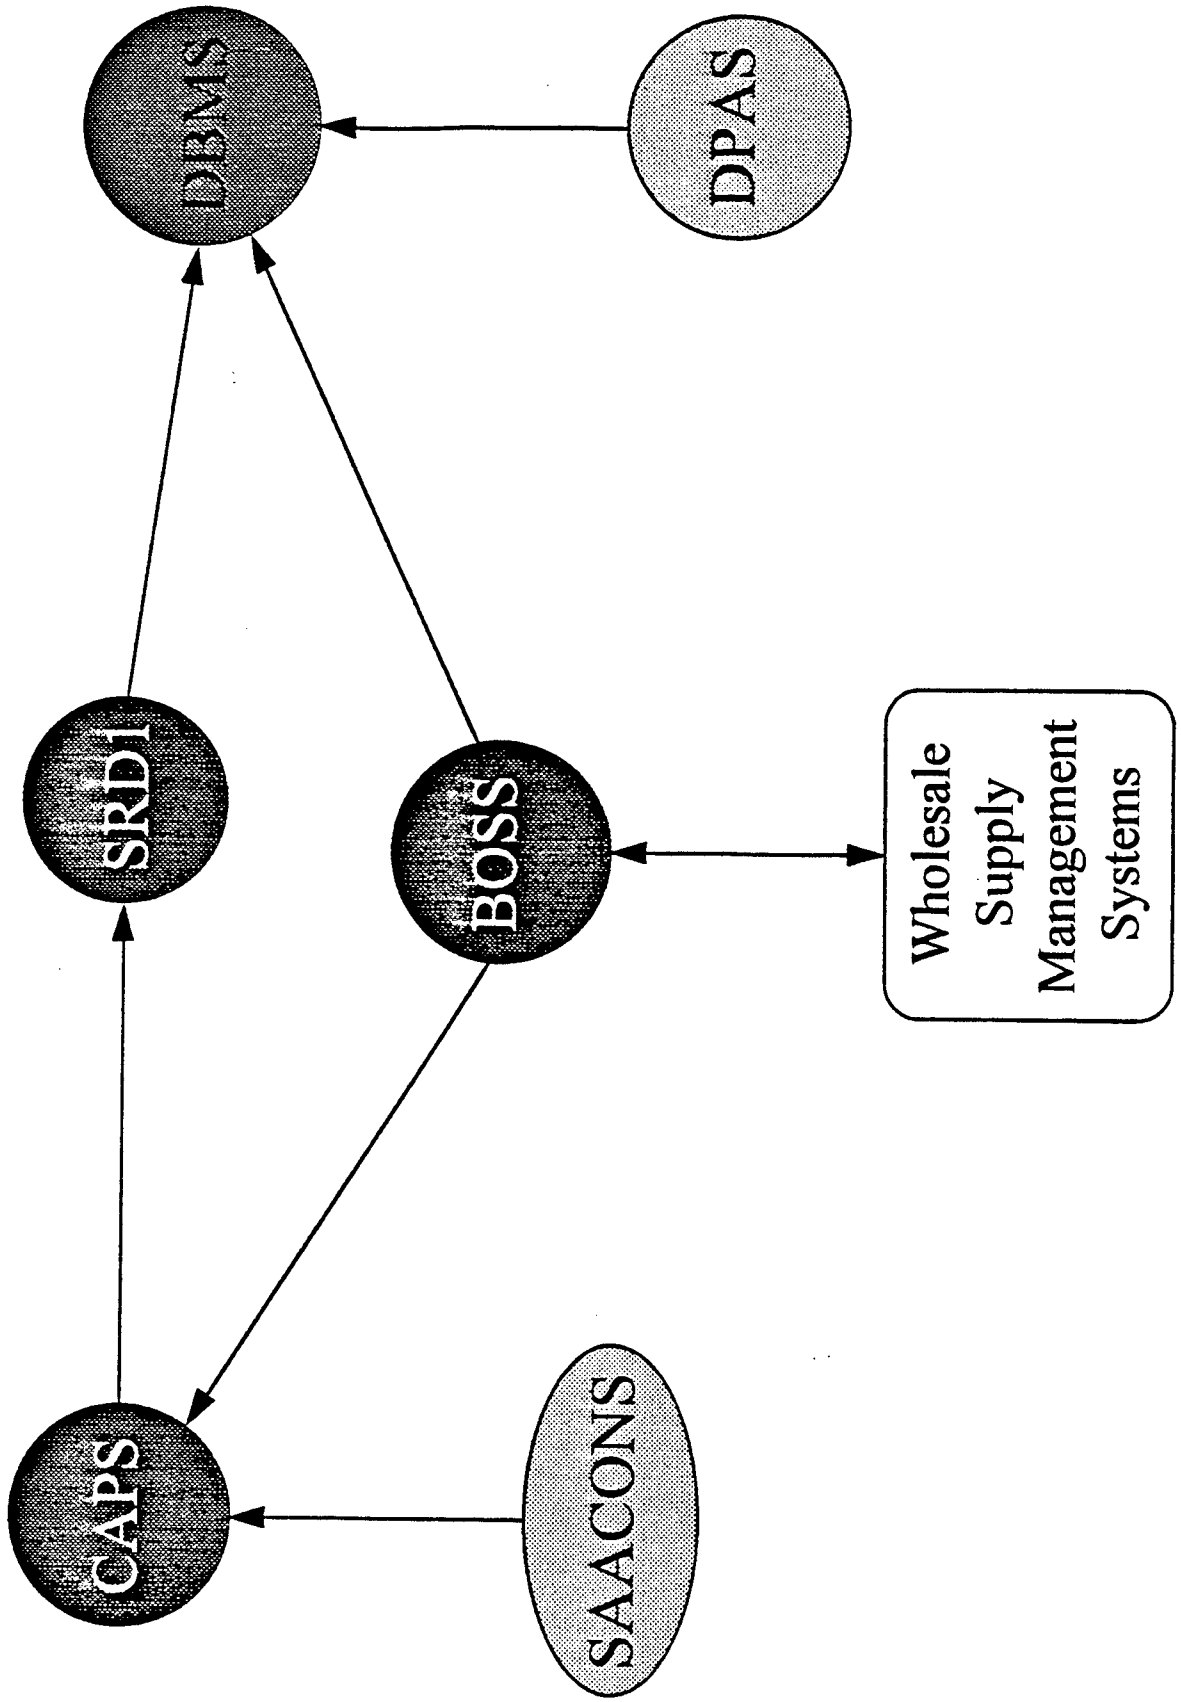 CAPS
SRD1
DBMS
BOSS
SAACONS
DPAS
Wholesale
Supply
Management
Systems